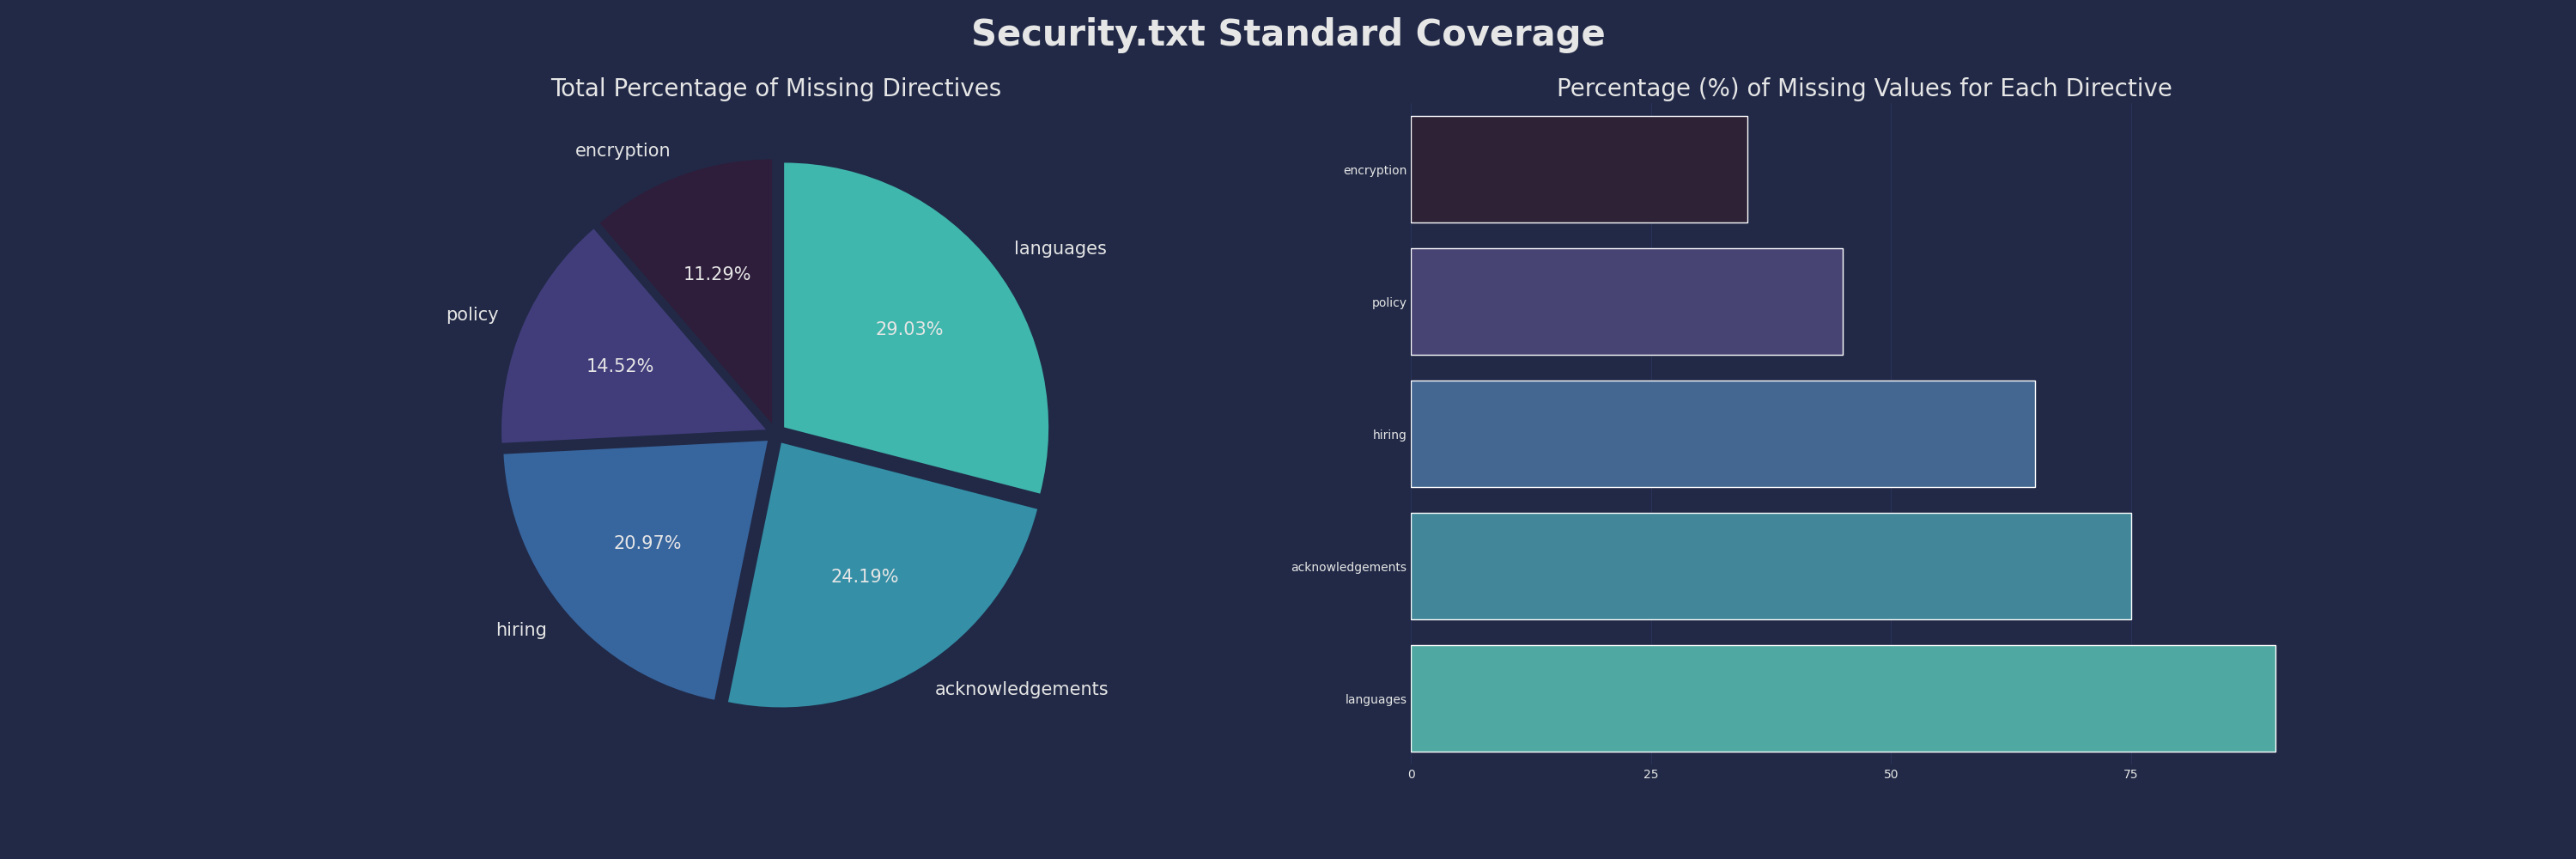 Security.txt Standard Coverage
Total Percentage of Missing Directives
encryption
languages
11.29%
policy
29.03%
14.52%
20.97%
24.19%
hiring
acknowledgements
Percentage (%) of Missing Values for Each Directive
encryption
policy
hiring
acknowledgements
languages
0 25 50 75